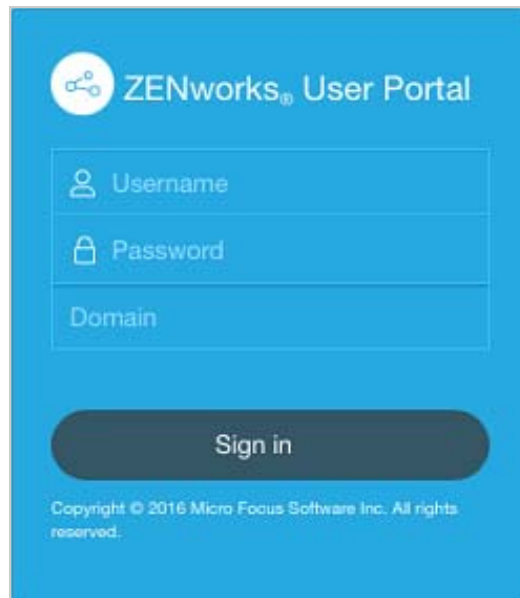 ZENworks® User Portal
Username
Password
Domain
Sign in
Copyright © 2016 Micro Focus Software Inc. All rights
reserved.